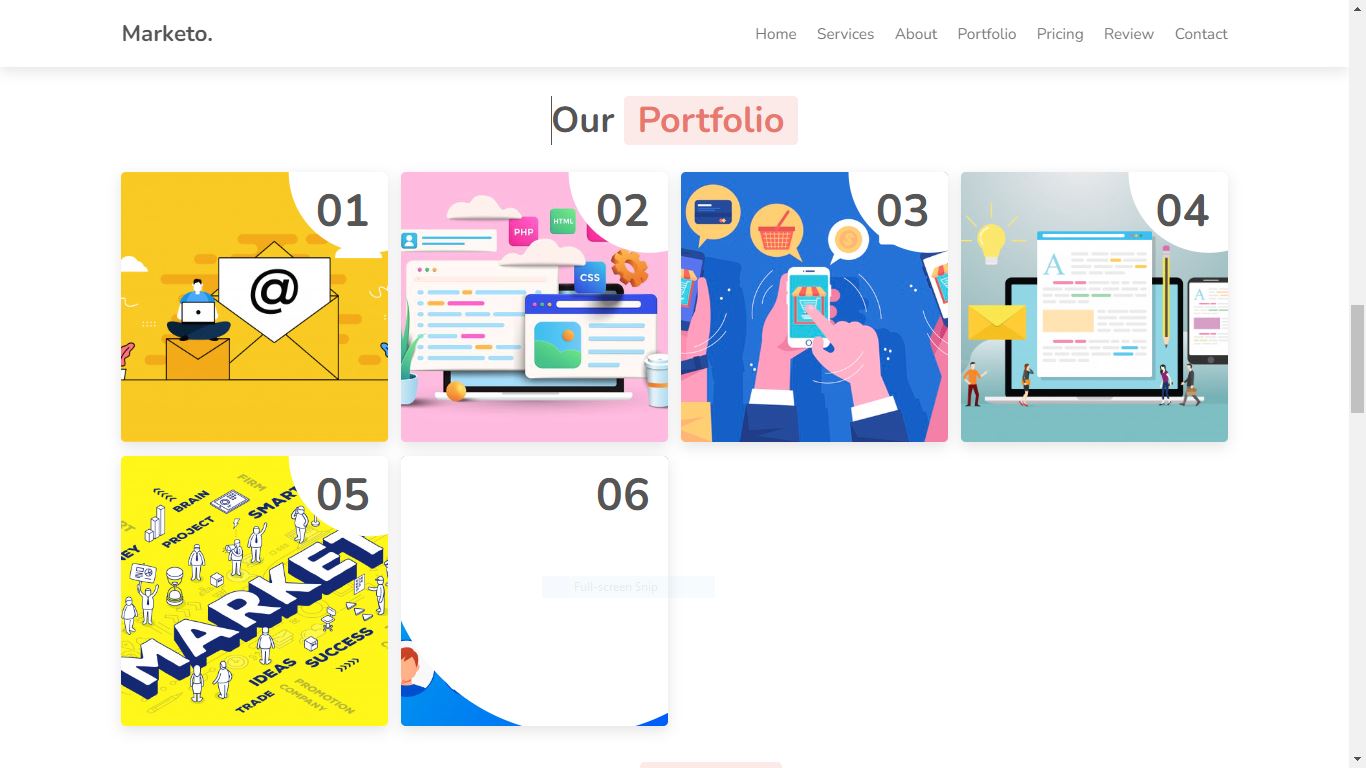 Marketo.
Home Services About Portfolio Pricing Review Contact
Our Portfolio
01
@
02
PHP
HTML
CSS
03
04
A
A
05
BRAIN
FIRM
SMART
PROJECT
MARKET
IDEAS
SUCCESS
TRADE
PROMOTION
COMPANY
06
Full-screen Snip